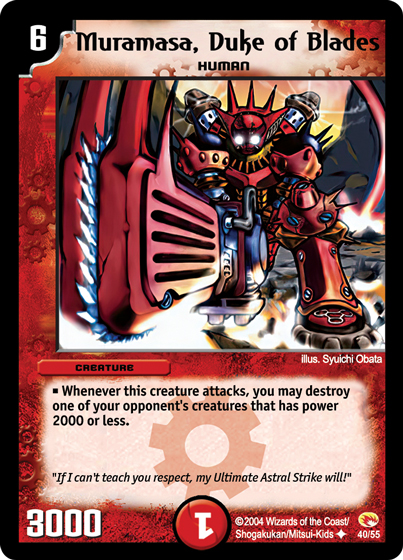 6
Muramasa, Duke of Blades
HUMAN
illus. Syuichi Obata
CREATURE
■ Whenever this creature attacks, you may destroy
one of your opponent's creatures that has power
2000 or less.
"If I can't teach you respect, my Ultimate Astral Strike will!"
3000
1
©2004 Wizards of the Coast/
Shogakukan/Mitsui-Kids ✦ 40/55